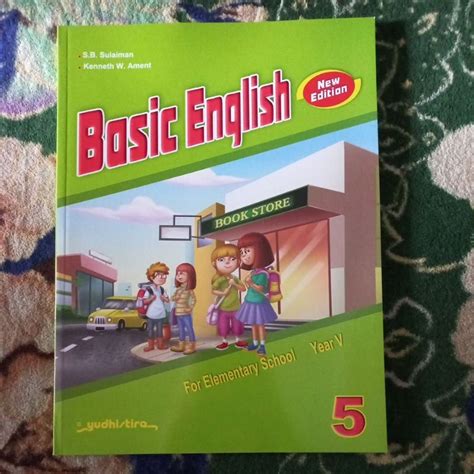 • S.B. Sulaiman
• Kenneth W. Ament
Basic English
New
Edition
BOOK STORE
For Elementary School Year V
yudhistira
5